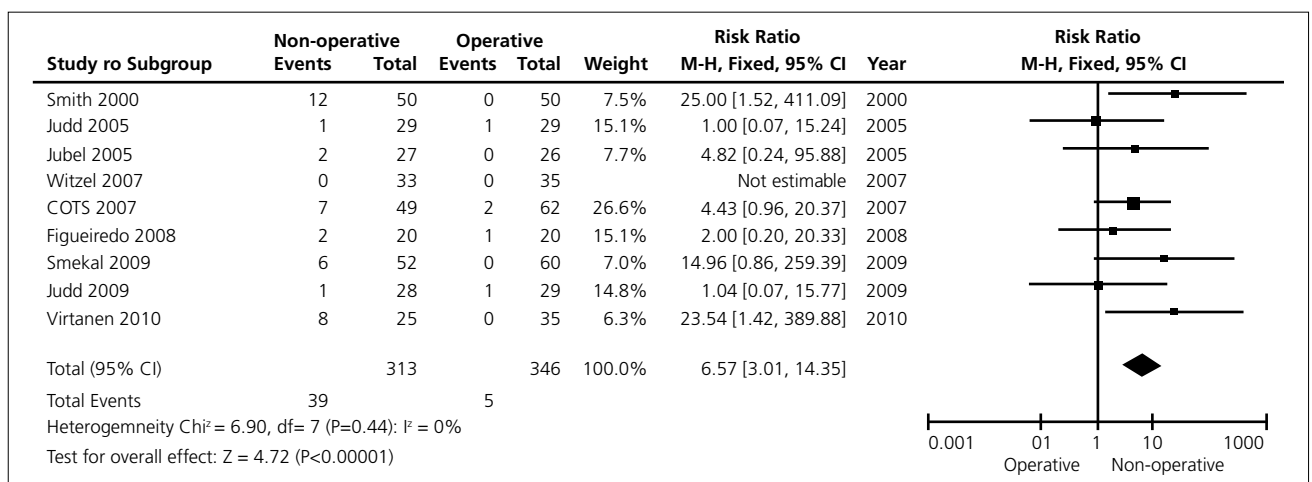 Non-operative Operative Risk Ratio Risk Ratio
Study ro Subgroup Events Total Events Total Weight M-H, Fixed, 95% CI Year M-H, Fixed, 95% CI
Smith 2000 12 50 0 50 7.5% 25.00 [1.52, 411.09] 2000
Judd 2005 1 29 1 29 15.1% 1.00 [0.07, 15.24] 2005
Jubel 2005 2 27 0 26 7.7% 4.82 [0.24, 95.88] 2005
Witzel 2007 0 33 0 35 Not estimable 2007
COTS 2007 7 49 2 62 26.6% 4.43 [0.96, 20.37] 2007
Figueiredo 2008 2 20 1 20 15.1% 2.00 [0.20, 20.33] 2008
Smekal 2009 6 52 0 60 7.0% 14.96 [0.86, 259.39] 2009
Judd 2009 1 28 1 29 14.8% 1.04 [0.07, 15.77] 2009
Virtanen 2010 8 25 0 35 6.3% 23.54 [1.42, 389.88] 2010
Total (95% CI) 313 346 100.0% 6.57 [3.01, 14.35]
Total Events 39 5
Heterogemneity Chi² = 6.90, df= 7 (P=0.44): I² = 0%
Test for overall effect: Z = 4.72 (P<0.00001)
0.001 01 1 10 1000
Operative Non-operative